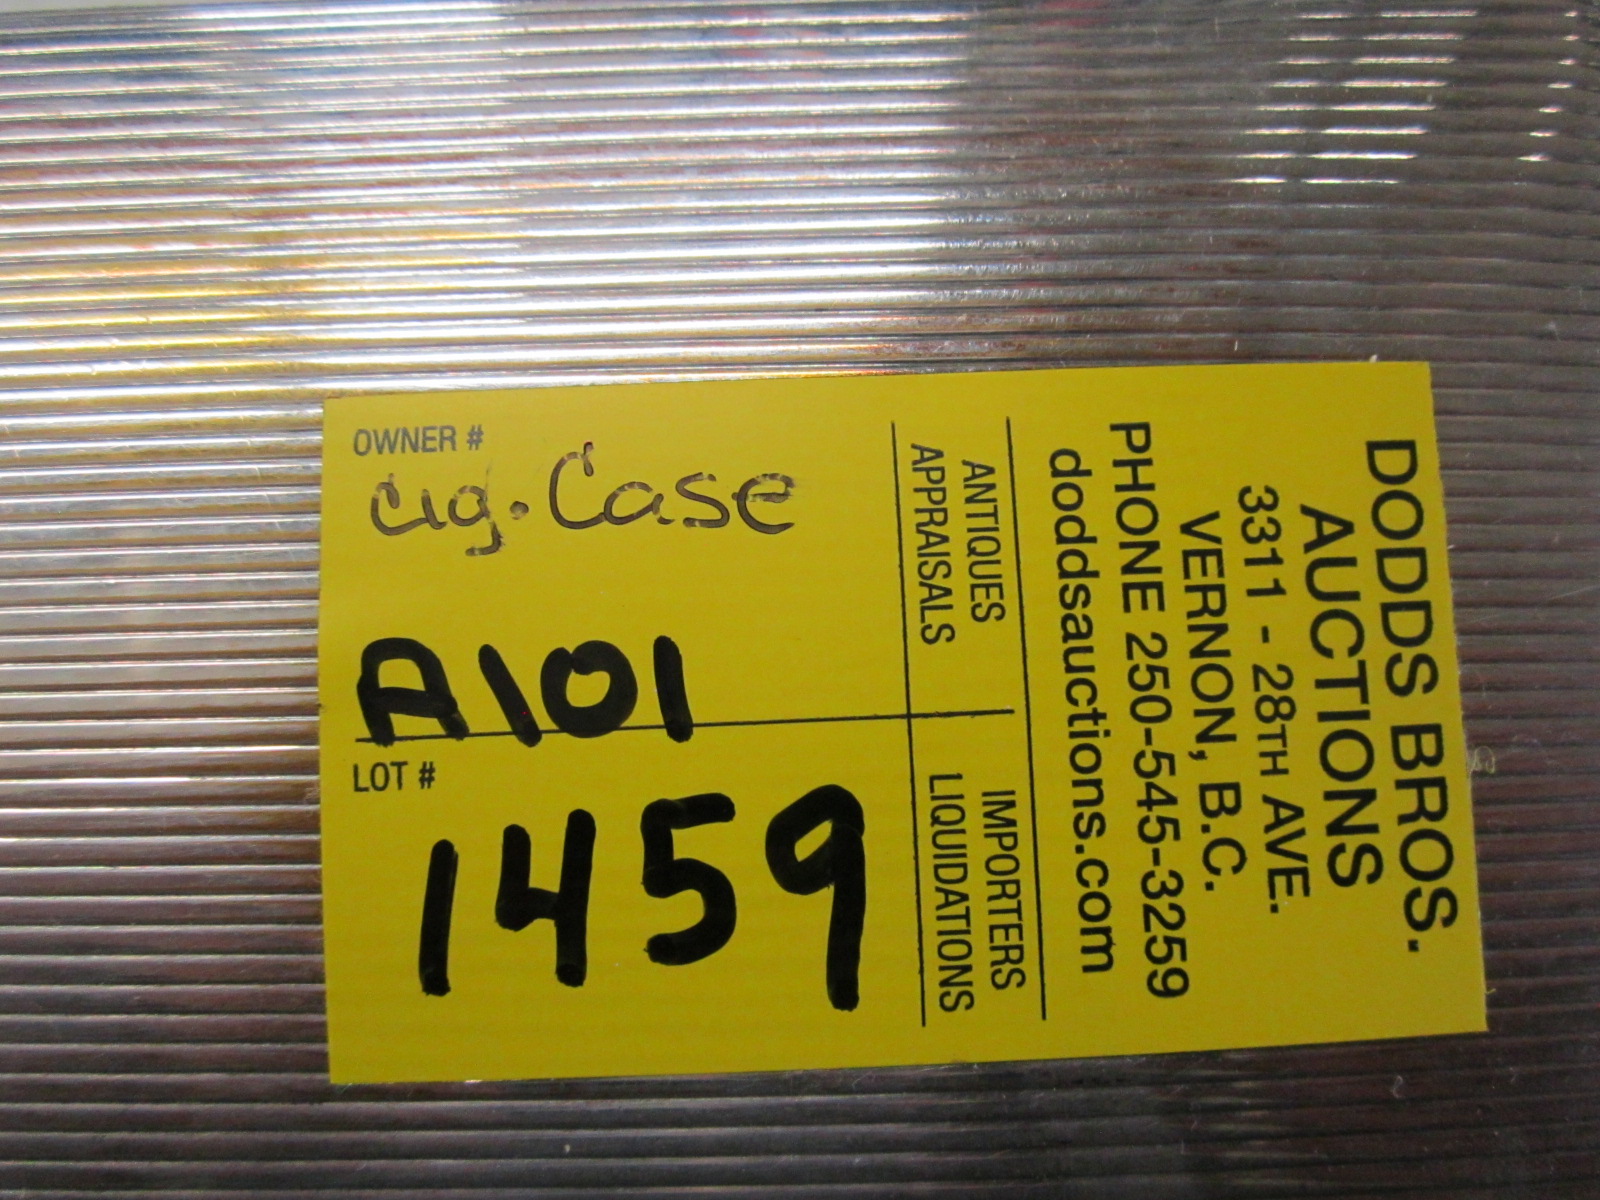 OWNER #
cig. Case
A101
LOT #
1459
ANTIQUES
APPRAISALS
IMPORTERS
LIQUIDATIONS
DODDS BROS.
AUCTIONS
3311 - 28TH AVE.
VERNON, B.C.
PHONE 250-545-3259
doddsauctions.com